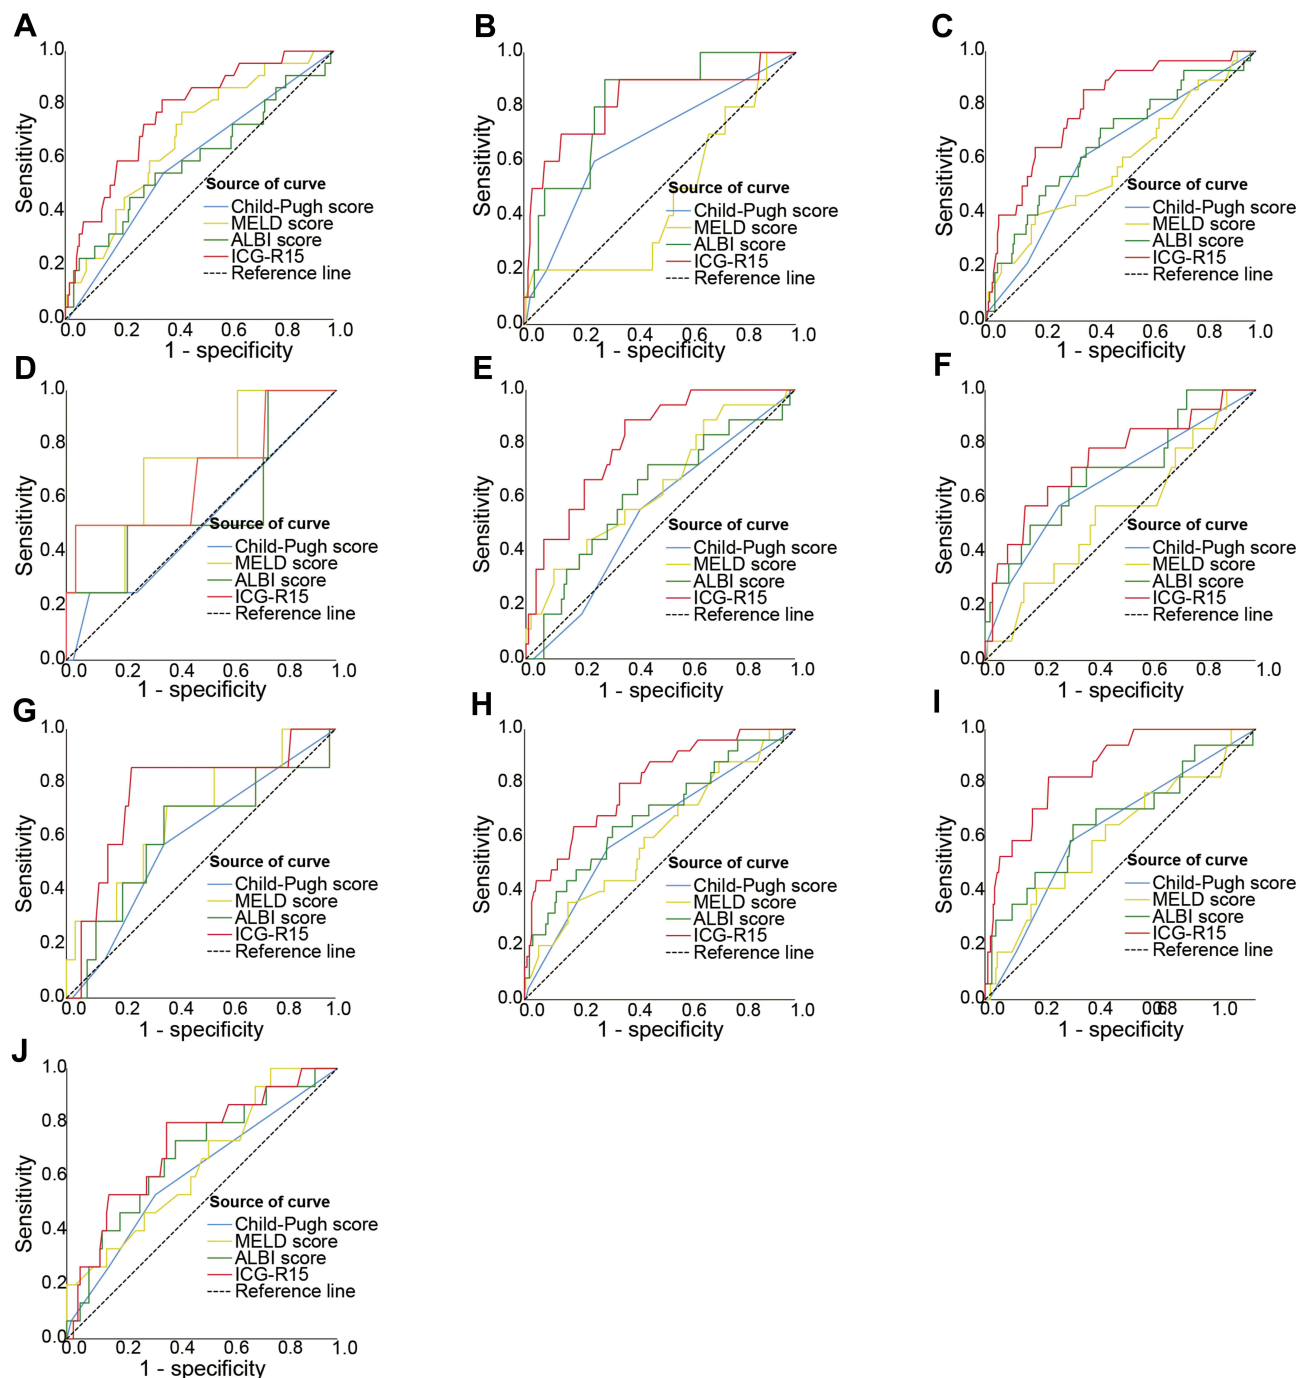 A
1.0
0.8
0.6
0.4
0.2
0.0
Sensitivity
Source of curve
Child-Pugh score
MELD score
ALBI score
ICG-R15
Reference line
0.0 0.2 0.4 0.6 0.8 1.0
1 - specificity
B
1.0
0.8
0.6
0.4
0.2
0.0
Sensitivity
Source of curve
Child-Pugh score
MELD score
ALBI score
ICG-R15
Reference line
0.0 0.2 0.4 0.6 0.8 1.0
1 - specificity
C
1.0
0.8
0.6
0.4
0.2
0.0
Sensitivity
Source of curve
Child-Pugh score
MELD score
ALBI score
ICG-R15
Reference line
0.0 0.2 0.4 0.6 0.8 1.0
1 - specificity
D
1.0
0.8
0.6
0.4
0.2
0.0
Sensitivity
Source of curve
Child-Pugh score
MELD score
ALBI score
ICG-R15
Reference line
0.0 0.2 0.4 0.6 0.8 1.0
1 - specificity
E
1.0
0.8
0.6
0.4
0.2
0.0
Sensitivity
Source of curve
Child-Pugh score
MELD score
ALBI score
ICG-R15
Reference line
0.0 0.2 0.4 0.6 0.8 1.0
1 - specificity
F
1.0
0.8
0.6
0.4
0.2
0.0
Sensitivity
Source of curve
Child-Pugh score
MELD score
ALBI score
ICG-R15
Reference line
0.0 0.2 0.4 0.6 0.8 1.0
1 - specificity
G
1.0
0.8
0.6
0.4
0.2
0.0
Sensitivity
Source of curve
Child-Pugh score
MELD score
ALBI score
ICG-R15
Reference line
0.0 0.2 0.4 0.6 0.8 1.0
1 - specificity
H
1.0
0.8
0.6
0.4
0.2
0.0
Sensitivity
Source of curve
Child-Pugh score
MELD score
ALBI score
ICG-R15
Reference line
0.0 0.2 0.4 0.6 0.8 1.0
1 - specificity
I
1.0
0.8
0.6
0.4
0.2
0.0
Sensitivity
Source of curve
Child-Pugh score
MELD score
ALBI score
ICG-R15
Reference line
0.0 0.2 0.4 1.0
1 - specificity
J
1.0
0.8
0.6
0.4
0.2
0.0
Sensitivity
Source of curve
Child-Pugh score
MELD score
ALBI score
ICG-R15
Reference line
0.0 0.2 0.4 0.6 0.8 1.0
1 - specificity